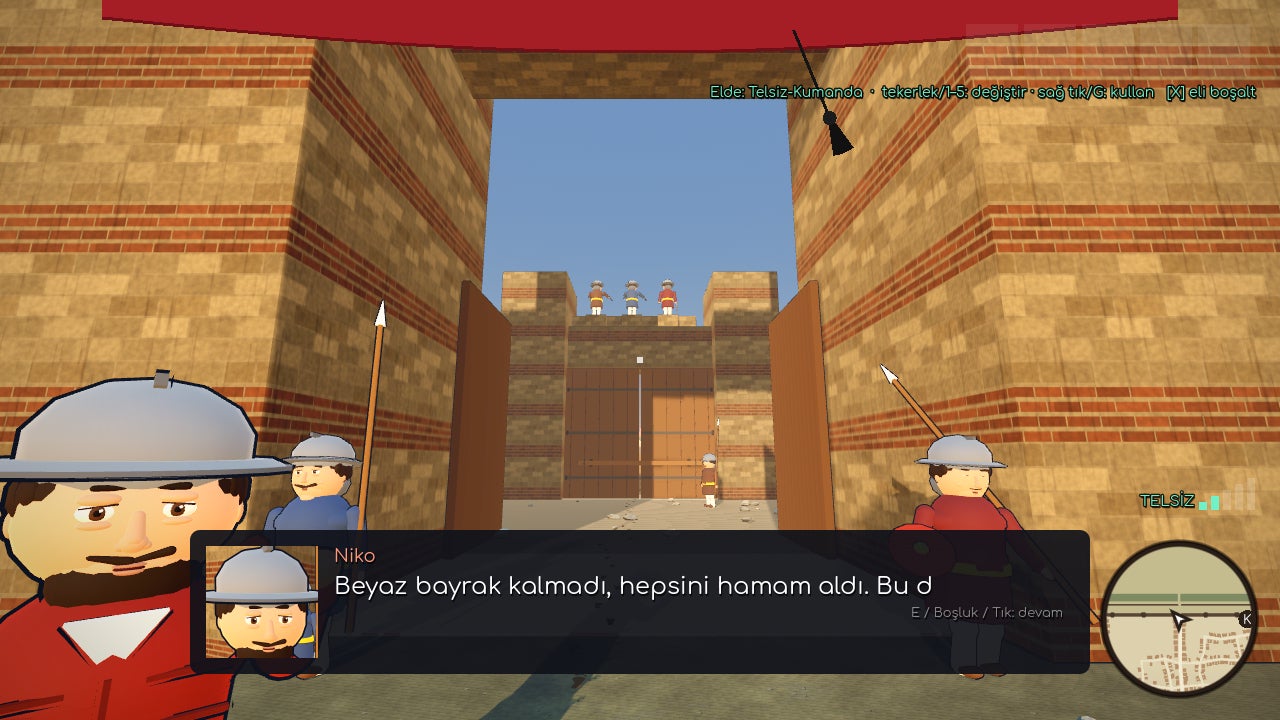 Elde: Telsiz-Kumanda · tekerlek/1-5: değiştir · sağ tık/G: kullan [X] eli boşalt
TELSİZ
K
Niko
Beyaz bayrak kalmadı, hepsini hamam aldı. Bu d
E / Boşluk / Tık: devam